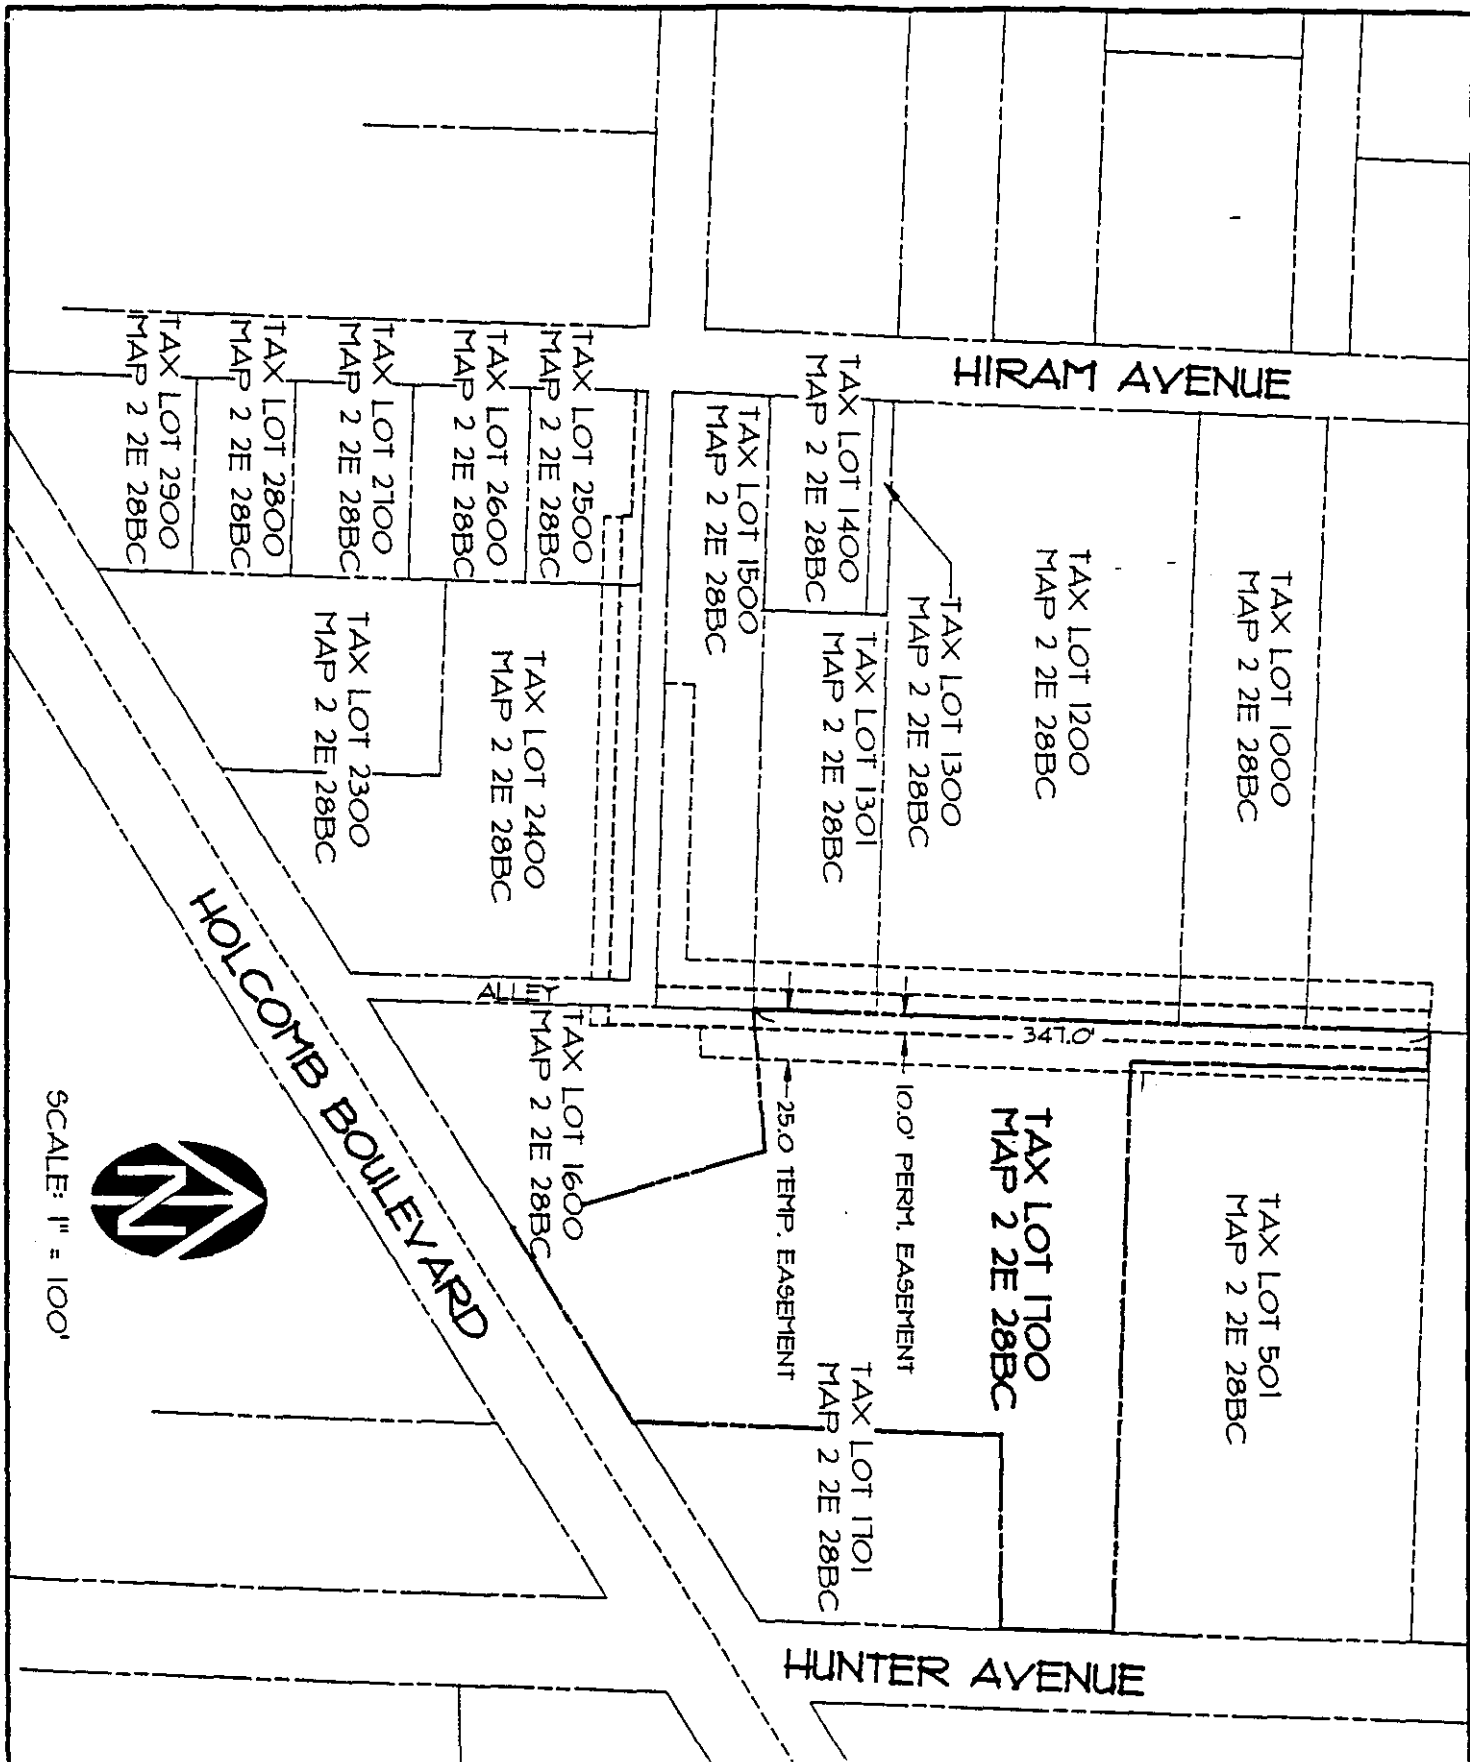 HIRAM AVENUE
TAX LOT 2900
MAP 2 2E 28BC
TAX LOT 2800
MAP 2 2E 28BC
TAX LOT 2700
MAP 2 2E 28BC
TAX LOT 2600
MAP 2 2E 28BC
TAX LOT 2500
MAP 2 2E 28BC
TAX LOT 1500
MAP 2 2E 28BC
TAX LOT 1400
MAP 2 2E 28BC
TAX LOT 1300
MAP 2 2E 28BC
TAX LOT 1301
MAP 2 2E 28BC
TAX LOT 1200
MAP 2 2E 28BC
TAX LOT 1000
MAP 2 2E 28BC
TAX LOT 2300
MAP 2 2E 28BC
TAX LOT 2400
MAP 2 2E 28BC
HOLCOMB BOULEVARD
ALLEY
TAX LOT 1600
MAP 2 2E 28BC
347.0'
25.0 TEMP. EASEMENT
10.0' PERM. EASEMENT
TAX LOT 1700
MAP 2 2E 28BC
TAX LOT 501
MAP 2 2E 28BC
TAX LOT 1701
MAP 2 2E 28BC
N
SCALE: 1" = 100'
HUNTER AVENUE